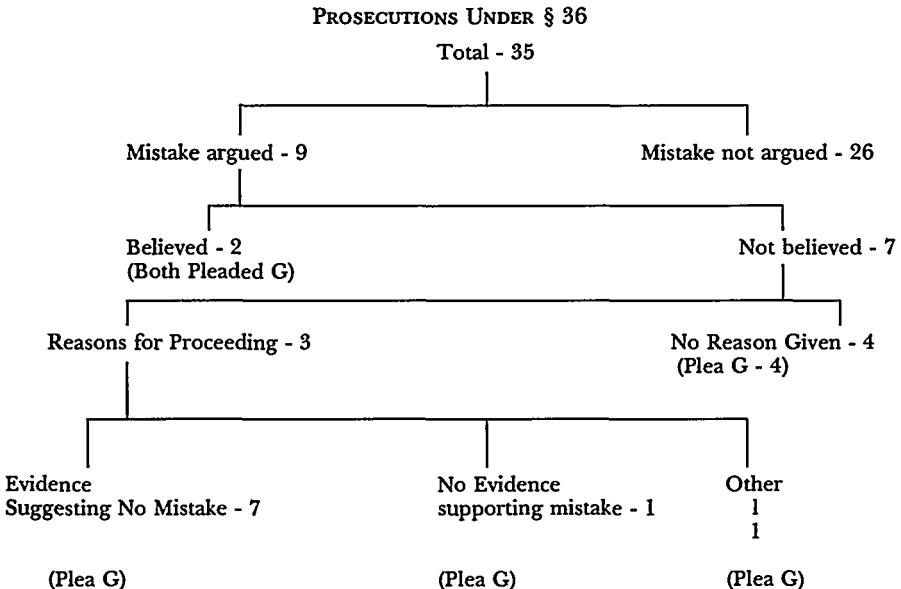 PROSECUTIONS UNDER § 36
Total - 35
Mistake argued - 9
Mistake not argued - 26
Believed - 2
(Both Pleaded G)
Not believed - 7
Reasons for Proceeding - 3
No Reason Given - 4
(Plea G - 4)
Evidence
Suggesting No Mistake - 7
No Evidence
supporting mistake - 1
Other
1
1
(Plea G)
(Plea G)
(Plea G)